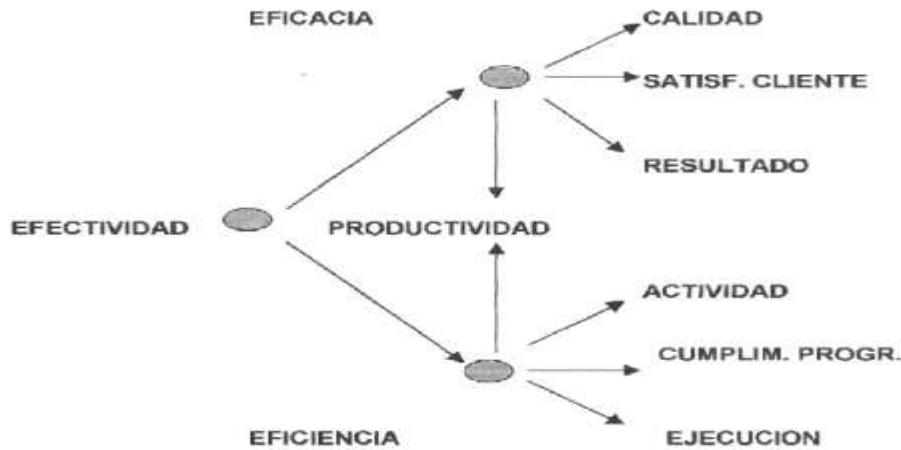 EFICACIA
CALIDAD
SATISF. CLIENTE
RESULTADO
EFECTIVIDAD
PRODUCTIVIDAD
ACTIVIDAD
CUMPLIM. PROGR.
EFICIENCIA
EJECUCION